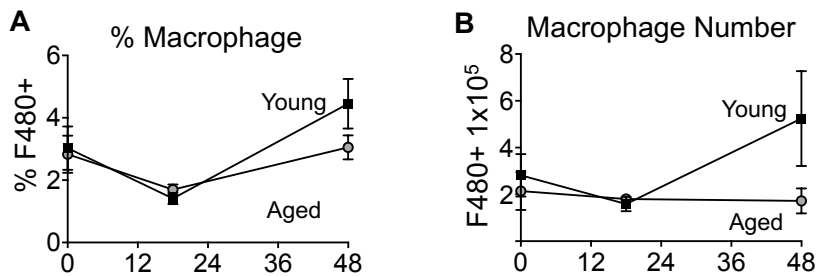 A
% Macrophage
% F480+
6
4
2
0
Young
Aged
0 12 24 36 48
B
Macrophage Number
F480+ 1x10⁵
8
6
4
2
0
Young
Aged
0 12 24 36 48